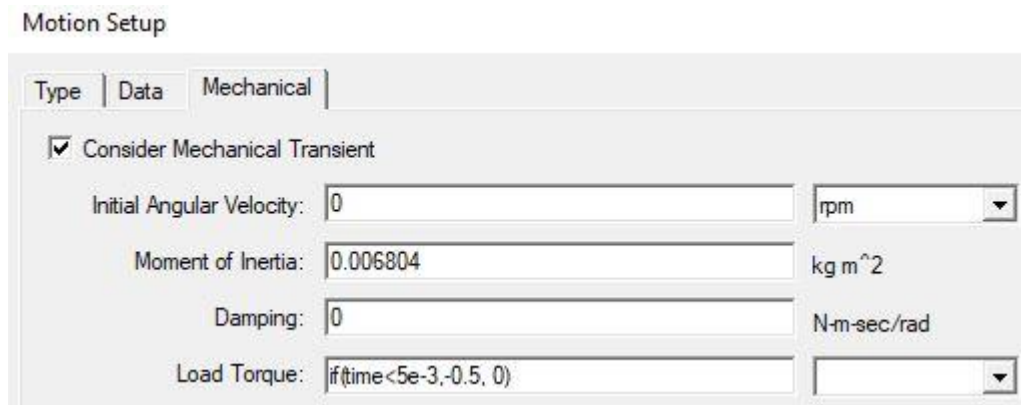 Motion Setup
Type Data Mechanical
Consider Mechanical Transient
Initial Angular Velocity: 0 rpm
Moment of Inertia: 0.006804 kg m^2
Damping: 0 N-m-sec/rad
Load Torque: if(time<5e-3,-0.5, 0)